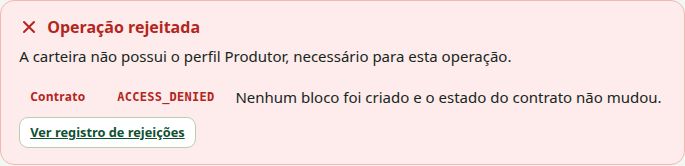 Operação rejeitada
A carteira não possui o perfil Produtor, necessário para esta operação.
Contrato ACCESS_DENIED Nenhum bloco foi criado e o estado do contrato não mudou.
Ver registro de rejeições